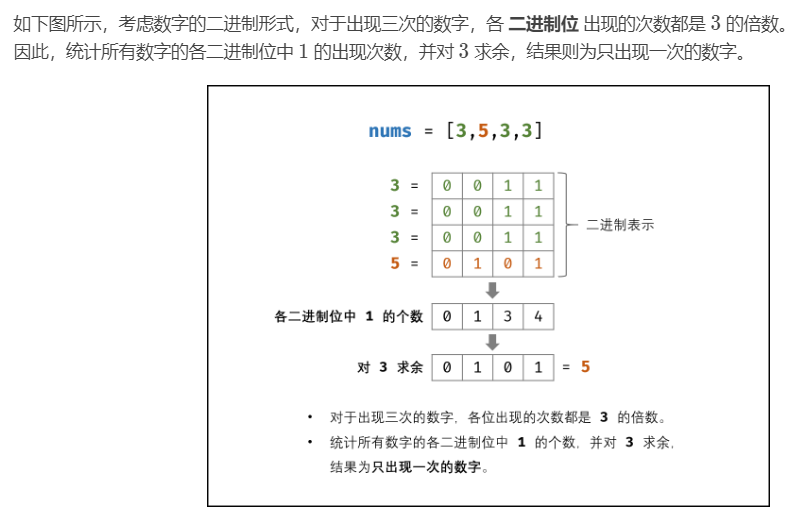 如下图所示，考虑数字的二进制形式，对于出现三次的数字，各 二进制位 出现的次数都是 3 的倍数。
因此，统计所有数字的各二进制位中 1 的出现次数，并对 3 求余，结果则为只出现一次的数字。
nums = [3,5,3,3]
3 = 0 0 1 1
3 = 0 0 1 1
3 = 0 0 1 1
二进制表示
5 = 0 1 0 1
各二进制位中 1 的个数 0 1 3 4
对 3 求余 0 1 0 1 = 5
• 对于出现三次的数字，各位出现的次数都是 3 的倍数。
• 统计所有数字的各二进制位中 1 的个数，并对 3 求余，
结果为只出现一次的数字。